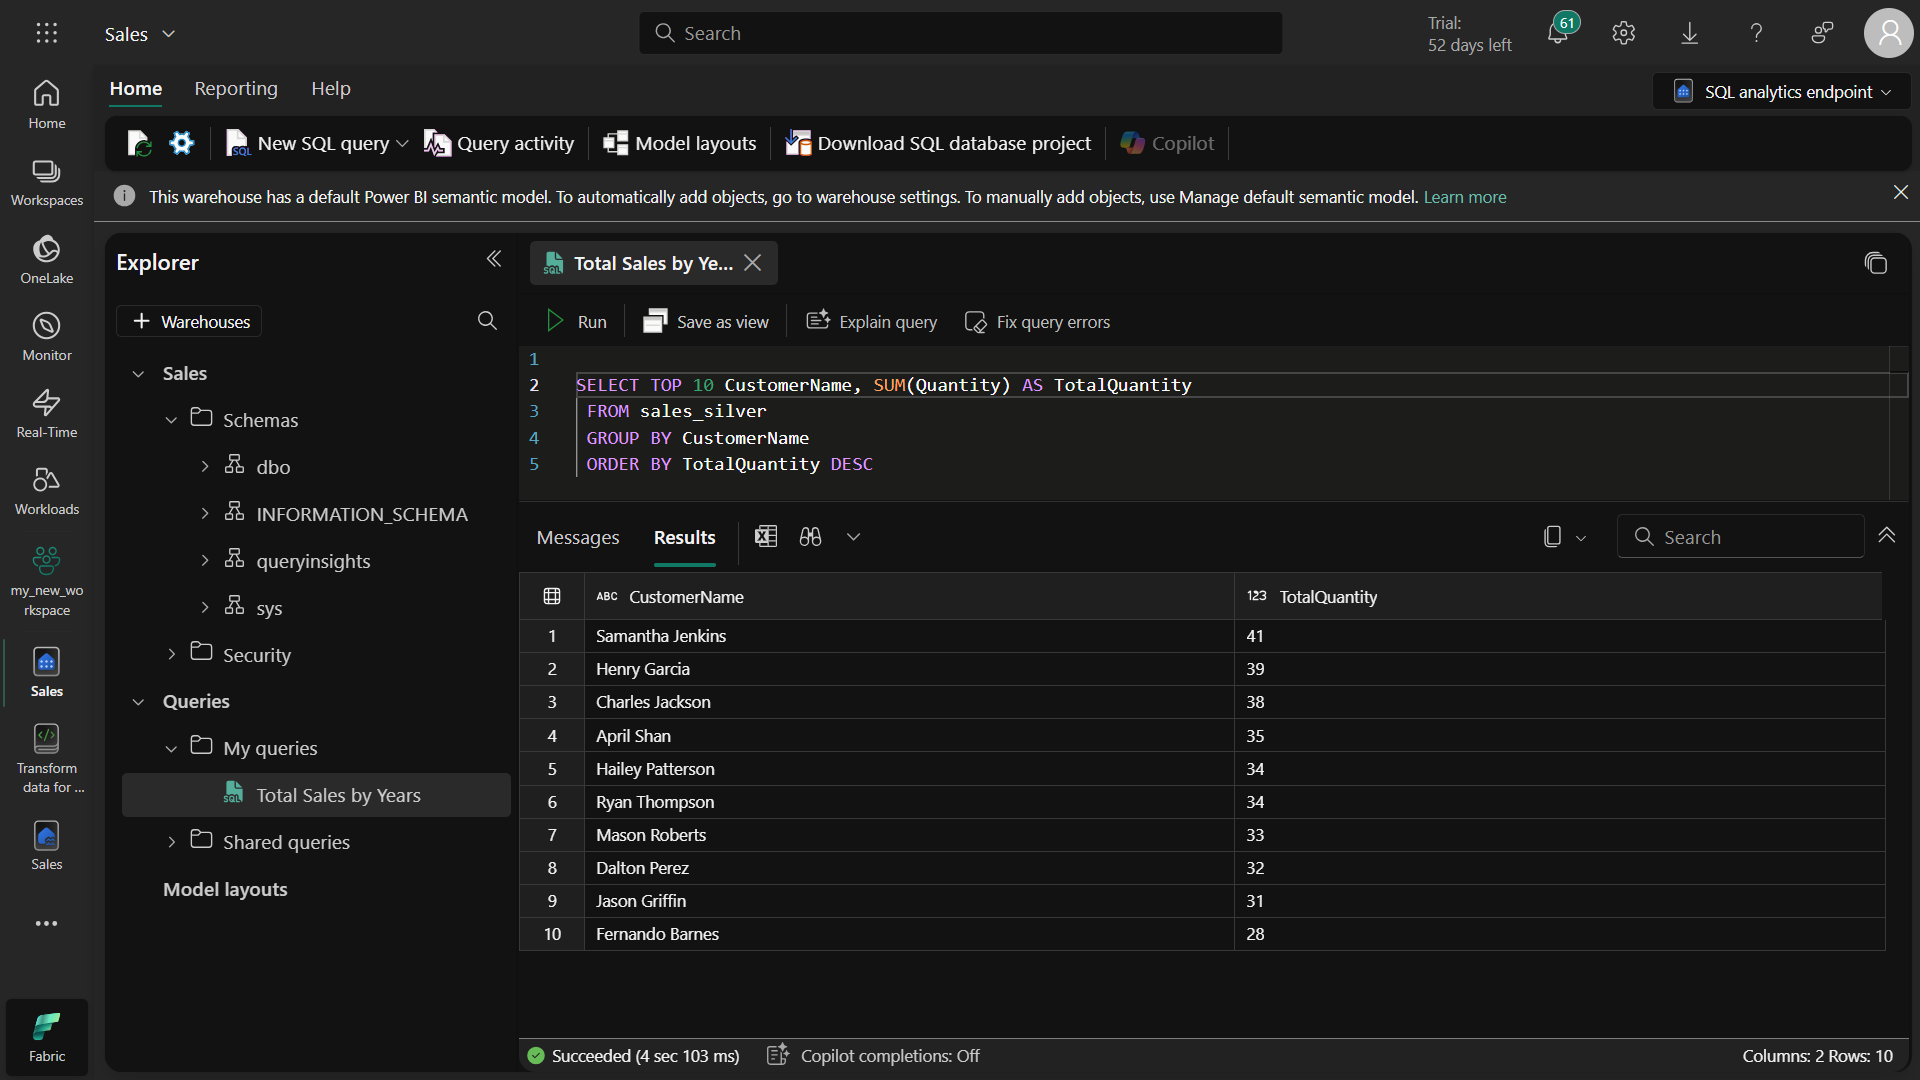 Sales
Search
Trial:
52 days left
61
Home
Workspaces
OneLake
Monitor
Real-Time
Workloads
my_new_wo
rkspace
Sales
Transform
data for ...
Sales
Fabric
Home Reporting Help
SQL analytics endpoint
New SQL query
Query activity
Model layouts
Download SQL database project
Copilot
This warehouse has a default Power BI semantic model. To automatically add objects, go to warehouse settings. To manually add objects, use Manage default semantic model. Learn more
Explorer
Warehouses
Sales
Schemas
dbo
INFORMATION_SCHEMA
queryinsights
sys
Security
Queries
My queries
SQL Total Sales by Years
Shared queries
Model layouts
SQL Total Sales by Ye...
Run
Save as view
Explain query
Fix query errors
1
2 SELECT TOP 10 CustomerName, SUM(Quantity) AS TotalQuantity
3 FROM sales_silver
4 GROUP BY CustomerName
5 ORDER BY TotalQuantity DESC
Messages Results
Search
ABC CustomerName 123 TotalQuantity
1 Samantha Jenkins 41
2 Henry Garcia 39
3 Charles Jackson 38
4 April Shan 35
5 Hailey Patterson 34
6 Ryan Thompson 34
7 Mason Roberts 33
8 Dalton Perez 32
9 Jason Griffin 31
10 Fernando Barnes 28
Succeeded (4 sec 103 ms)
Copilot completions: Off
Columns: 2 Rows: 10